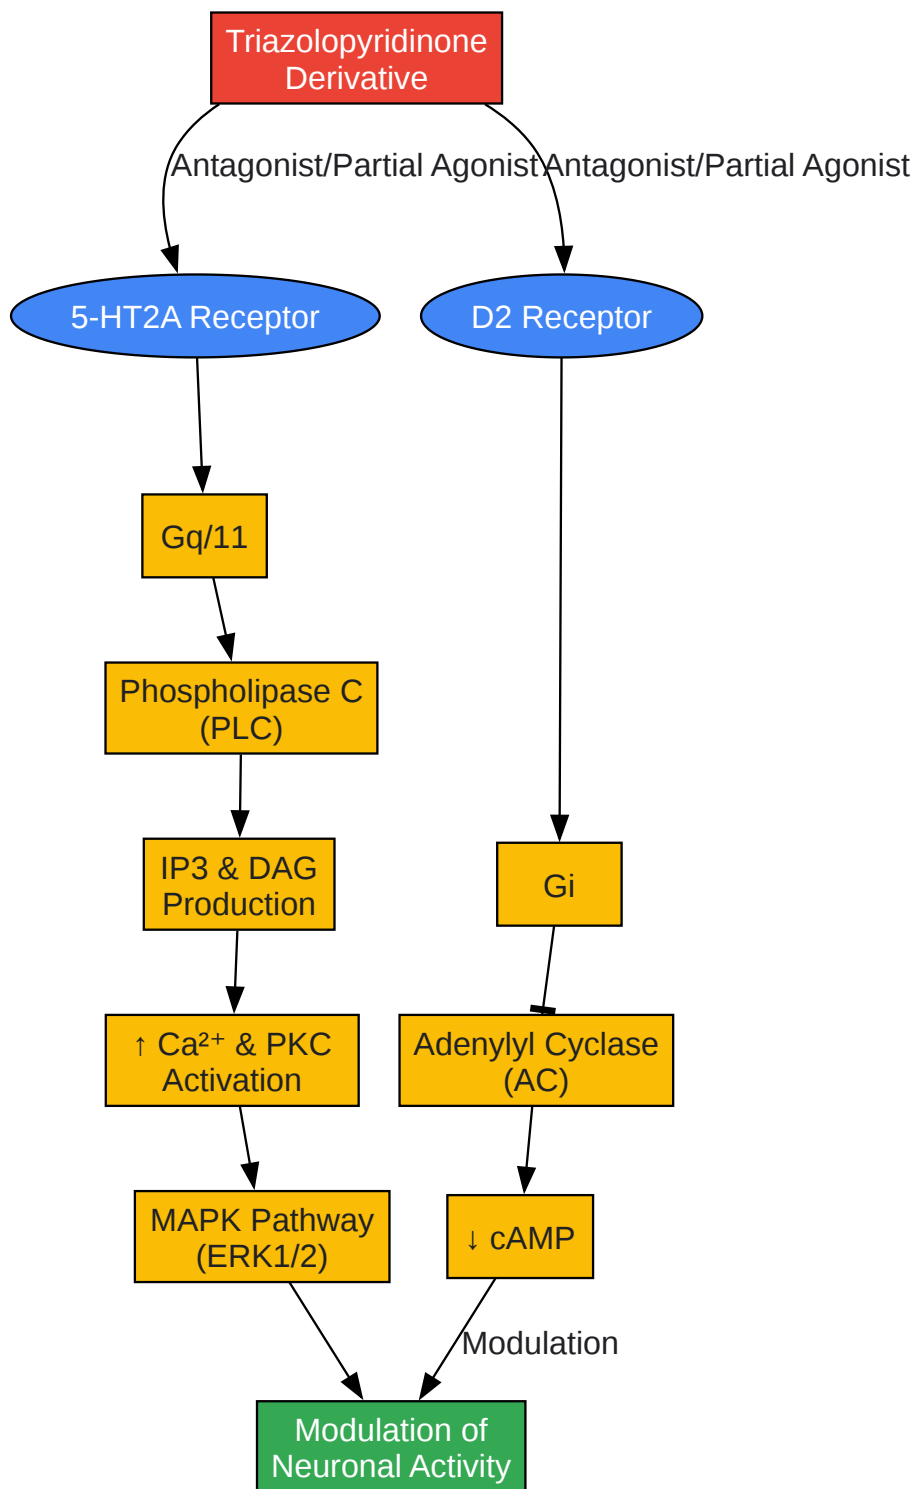 Triazolopyridinone
Derivative
Antagonist/Partial Agonist
Antagonist/Partial Agonist
5-HT2A Receptor
D2 Receptor
Gq/11
Phospholipase C
(PLC)
IP3 & DAG
Production
Gi
↑ Ca²⁺ & PKC
Activation
Adenylyl Cyclase
(AC)
MAPK Pathway
(ERK1/2)
↓ cAMP
Modulation
Modulation of
Neuronal Activity